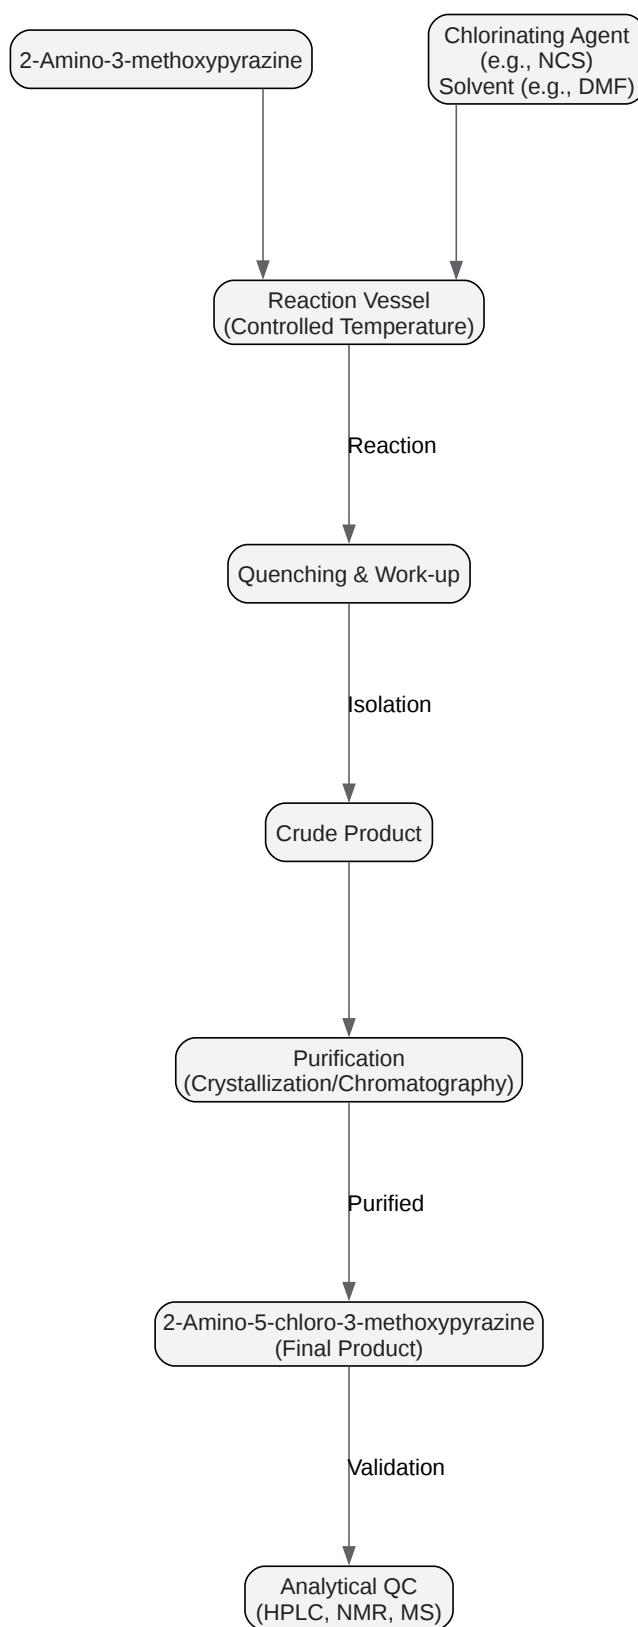 2-Amino-3-methoxypyrazine
Chlorinating Agent
(e.g., NCS)
Solvent (e.g., DMF)
Reaction Vessel
(Controlled Temperature)
Reaction
Quenching & Work-up
Isolation
Crude Product
Purification
(Crystallization/Chromatography)
Purified
2-Amino-5-chloro-3-methoxypyrazine
(Final Product)
Validation
Analytical QC
(HPLC, NMR, MS)